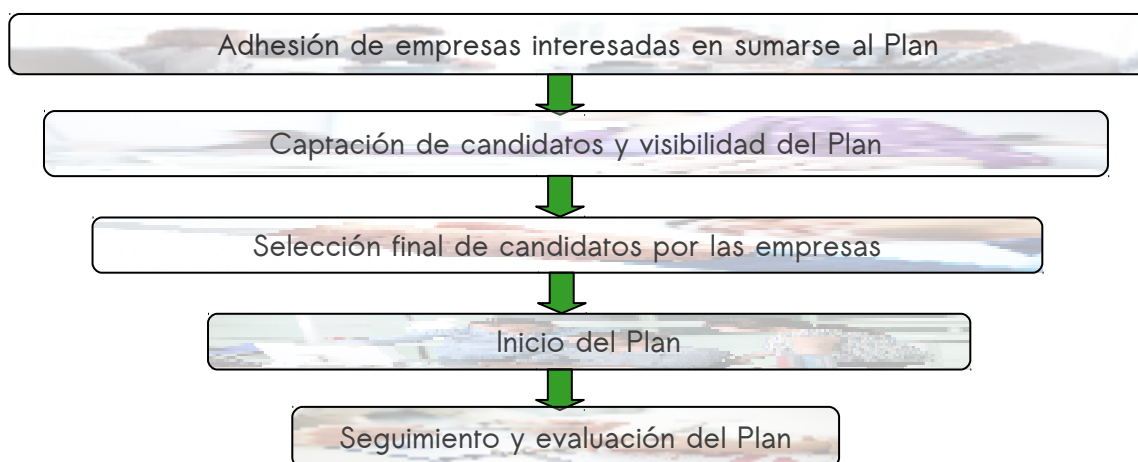 Adhesión de empresas interesadas en sumarse al Plan
Captación de candidatos y visibilidad del Plan
Selección final de candidatos por las empresas
Inicio del Plan
Seguimiento y evaluación del Plan